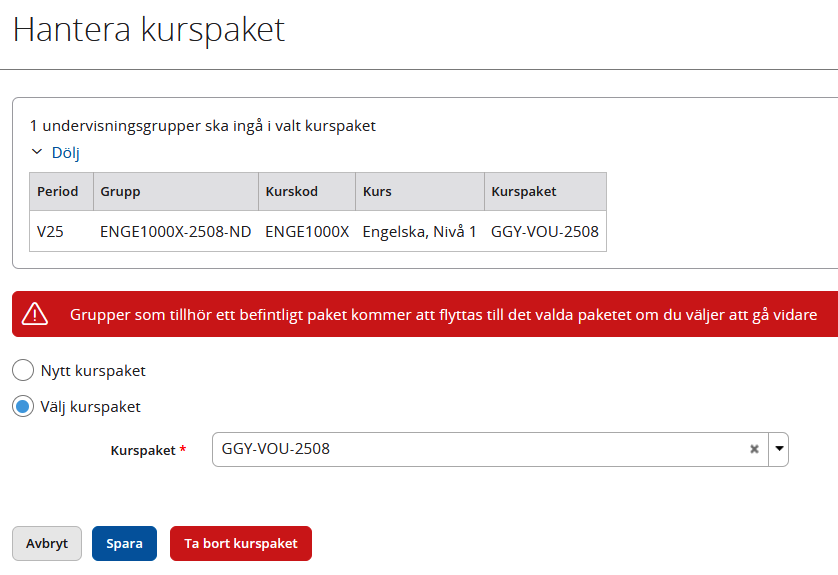 Hantera kurspaket
1 undervisningsgrupper ska ingå i valt kurspaket
Dölj
Period Grupp Kurskod Kurs Kurspaket
V25 ENGE1000X-2508-ND ENGE1000X Engelska, Nivå 1 GGY-VOU-2508
Grupper som tillhör ett befintligt paket kommer att flyttas till det valda paketet om du väljer att gå vidare
Nytt kurspaket
Välj kurspaket
Kurspaket * GGY-VOU-2508
Avbryt Spara Ta bort kurspaket